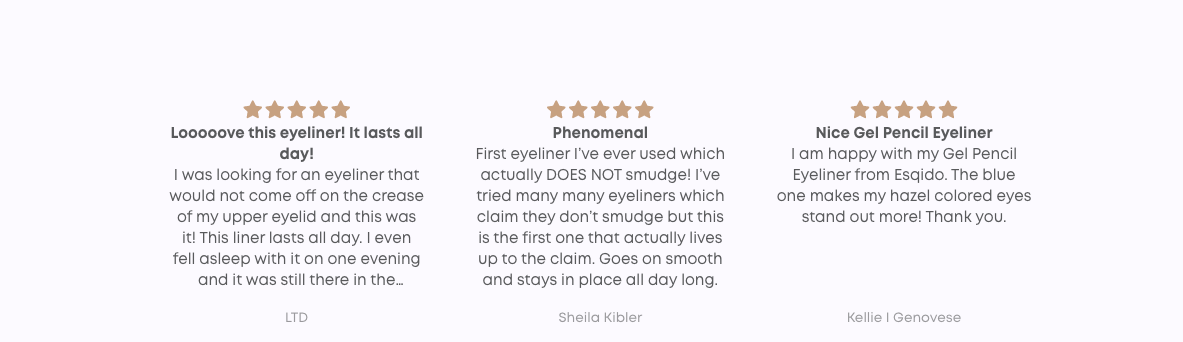 Looooove this eyeliner! It lasts all
day!
I was looking for an eyeliner that
would not come off on the crease
of my upper eyelid and this was
it! This liner lasts all day. I even
fell asleep with it on one evening
and it was still there in the…
LTD
Phenomenal
First eyeliner I’ve ever used which
actually DOES NOT smudge! I’ve
tried many many eyeliners which
claim they don’t smudge but this
is the first one that actually lives
up to the claim. Goes on smooth
and stays in place all day long.
Sheila Kibler
Nice Gel Pencil Eyeliner
I am happy with my Gel Pencil
Eyeliner from Esqido. The blue
one makes my hazel colored eyes
stand out more! Thank you.
Kellie I Genovese